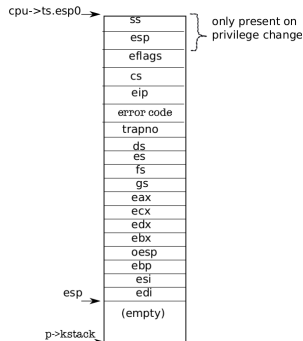 cpu->ts.esp0
ss
only present on
privilege change
esp
eflags
cs
eip
error code
trapno
ds
es
fs
gs
eax
ecx
edx
ebx
oesp
ebp
esi
esp
edi
(empty)
p->kstack